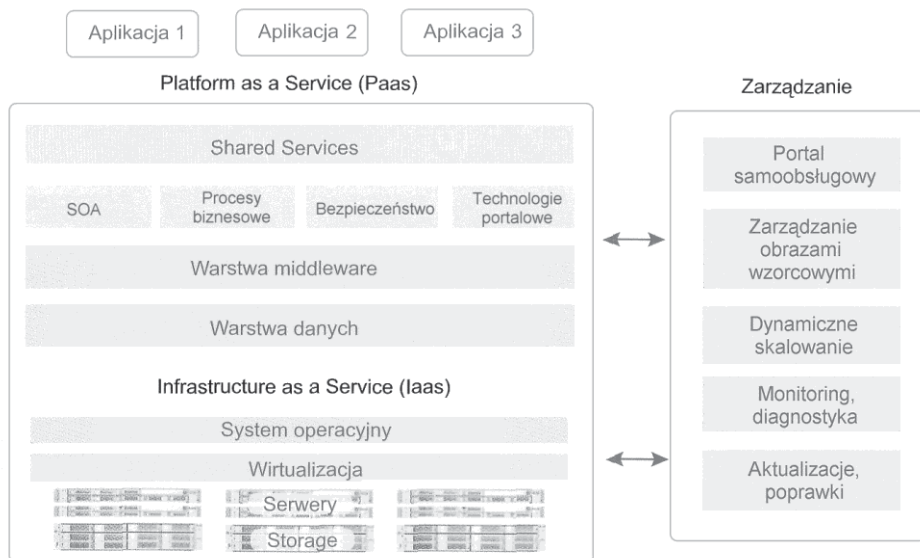 Aplikacja 1
Aplikacja 2
Aplikacja 3
Platform as a Service (Paas)
Shared Services
SOA
Procesy
biznesowe
Bezpieczeństwo
Technologie
portalowe
Warstwa middleware
Warstwa danych
Infrastructure as a Service (Iaas)
System operacyjny
Wirtualizacja
Serwery
Storage
Zarządzanie
Portal
samoobsługowy
Zarządzanie
obrazami
wzorcowymi
Dynamiczne
skalowanie
Monitoring,
diagnostyka
Aktualizacje,
poprawki